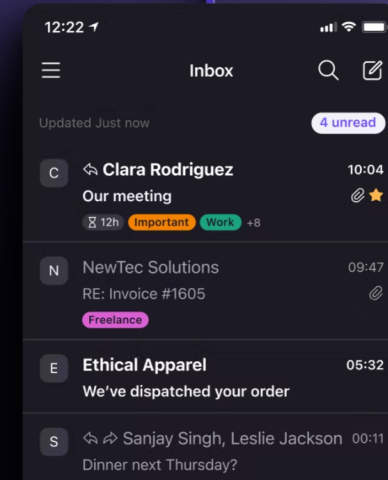 12:22
Inbox
Updated Just now
4 unread
C
Clara Rodriguez
10:04
Our meeting
12h Important Work +8
N
NewTec Solutions
09:47
RE: Invoice #1605
Freelance
E
Ethical Apparel
05:32
We've dispatched your order
S
Sanjay Singh, Leslie Jackson 00:11
Dinner next Thursday?